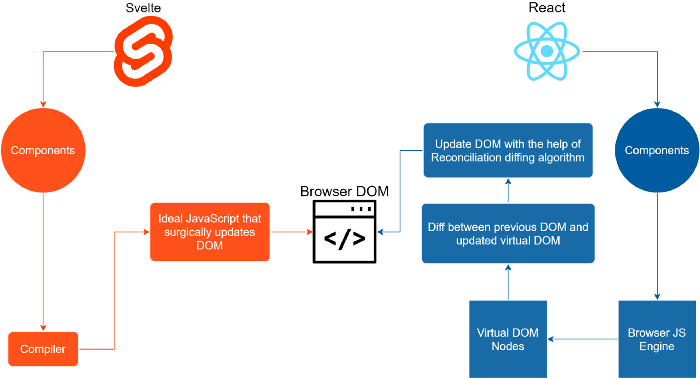 Svelte
React
Components
Update DOM with the help of
Reconciliation diffing algorithm
Components
Browser DOM
Ideal JavaScript that
surgically updates
DOM
</>
Diff between previous DOM and
updated virtual DOM
Compiler
Virtual DOM
Nodes
Browser JS
Engine